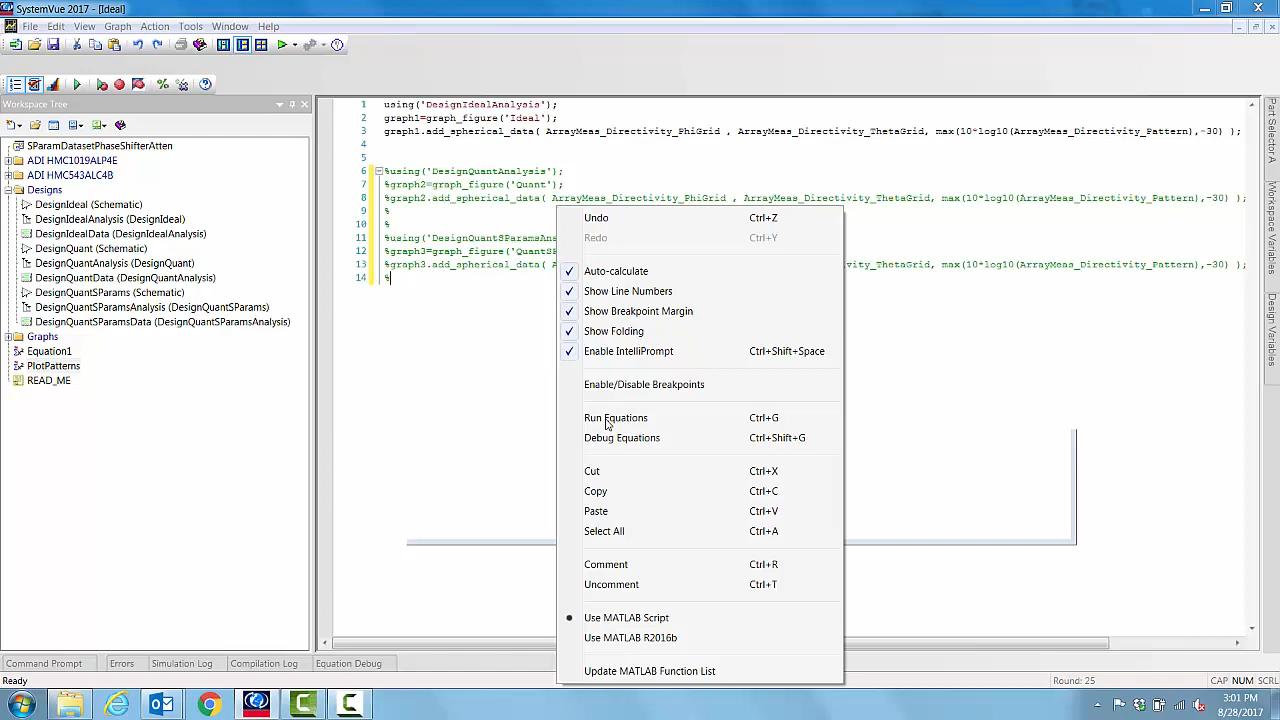 SystemVue 2017 - [Ideal]
File Edit View Graph Action Tools Window Help
Workspace Tree
SParamDatasetPhaseShifterAtten
ADI HMC1019ALP4E
ADI HMC543ALC4B
Designs
DesignIdeal (Schematic)
DesignIdealAnalysis (DesignIdeal)
DesignIdealData (DesignIdealAnalysis)
DesignQuant (Schematic)
DesignQuantAnalysis (DesignQuant)
DesignQuantData (DesignQuantAnalysis)
DesignQuantSParams (Schematic)
DesignQuantSParamsAnalysis (DesignQuantSParams)
DesignQuantSParamsData (DesignQuantSParamsAnalysis)
Graphs
Equation1
PlotPatterns
READ_ME
1 using('DesignIdealAnalysis');
2 graph1=graph_figure('Ideal');
3 graph1.add_spherical_data( ArrayMeas_Directivity_PhiGrid , ArrayMeas_Directivity_ThetaGrid, max(10*log10(ArrayMeas_Directivity_Pattern),-30) );
4
5
6 %using('DesignQuantAnalysis');
7 %graph2=graph_figure('Quant');
8 %graph2.add_spherical_data( ArrayMeas_Directivity_PhiGrid , ArrayMeas_Directivity_ThetaGrid, max(10*log10(ArrayMeas_Directivity_Pattern),-30) );
9 %
10 %
11 %using('DesignQuantSParamsAna
12 %graph3=graph_figure('QuantS
13 %graph3.add_spherical_data( ty_ThetaGrid, max(10*log10(ArrayMeas_Directivity_Pattern),-30) );
14 %
Undo Ctrl+Z
Redo Ctrl+Y
Auto-calculate
Show Line Numbers
Show Breakpoint Margin
Show Folding
Enable IntelliPrompt Ctrl+Shift+Space
Enable/Disable Breakpoints
Run Equations Ctrl+G
Debug Equations Ctrl+Shift+G
Cut Ctrl+X
Copy Ctrl+C
Paste Ctrl+V
Select All Ctrl+A
Comment Ctrl+R
Uncomment Ctrl+T
Use MATLAB Script
Use MATLAB R2016b
Update MATLAB Function List
Part Selector A
Workspace Variables
Design Variables
Command Prompt Errors Simulation Log Compilation Log Equation Debug
Ready Round: 25 CAP NUM SCRL
3:01 PM
8/28/2017